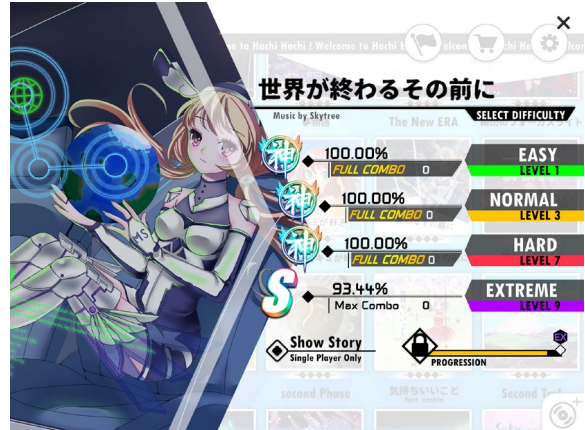 me to Hachi Hachi ! Welcome to Hachi H
世界が終わるその前に
Music by Skytree
SELECT DIFFICULTY
The New ERA
神
100.00%
FULL COMBO 0
EASY
LEVEL 1
神
100.00%
FULL COMBO 0
NORMAL
LEVEL 3
神
100.00%
FULL COMBO 0
HARD
LEVEL 7
S
93.44%
Max Combo 0
EXTREME
LEVEL 9
MS
Show Story
Single Player Only
EX
PROGRESSION
second Phase
気持ちいいこと